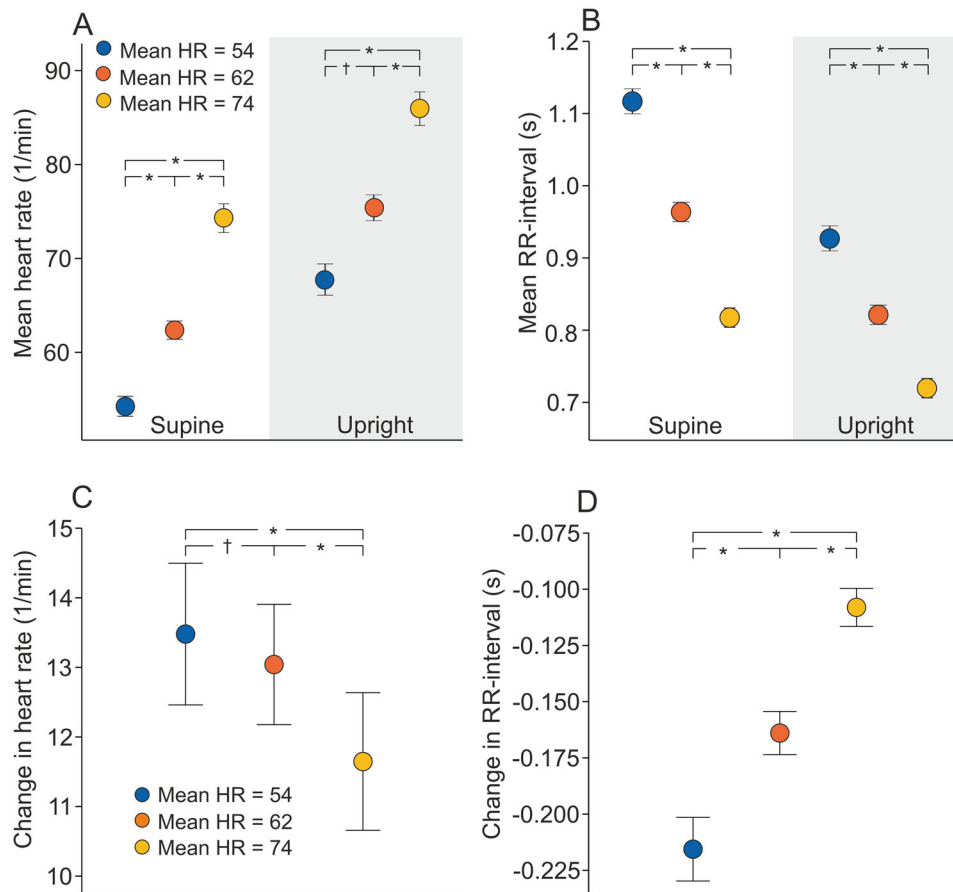 A
Mean HR = 54
Mean HR = 62
Mean HR = 74
Mean heart rate (1/min)
90
80
70
60
*
* *
*
† *
Supine Upright
B
Mean RR-interval (s)
1.1
1.0
0.9
0.8
0.7
*
* *
*
* *
Supine Upright
C
Change in heart rate (1/min)
15
14
13
12
11
10
*
† *
Mean HR = 54
Mean HR = 62
Mean HR = 74
D
Change in RR-interval (s)
-0.075
-0.100
-0.125
-0.150
-0.175
-0.200
-0.225
*
* *